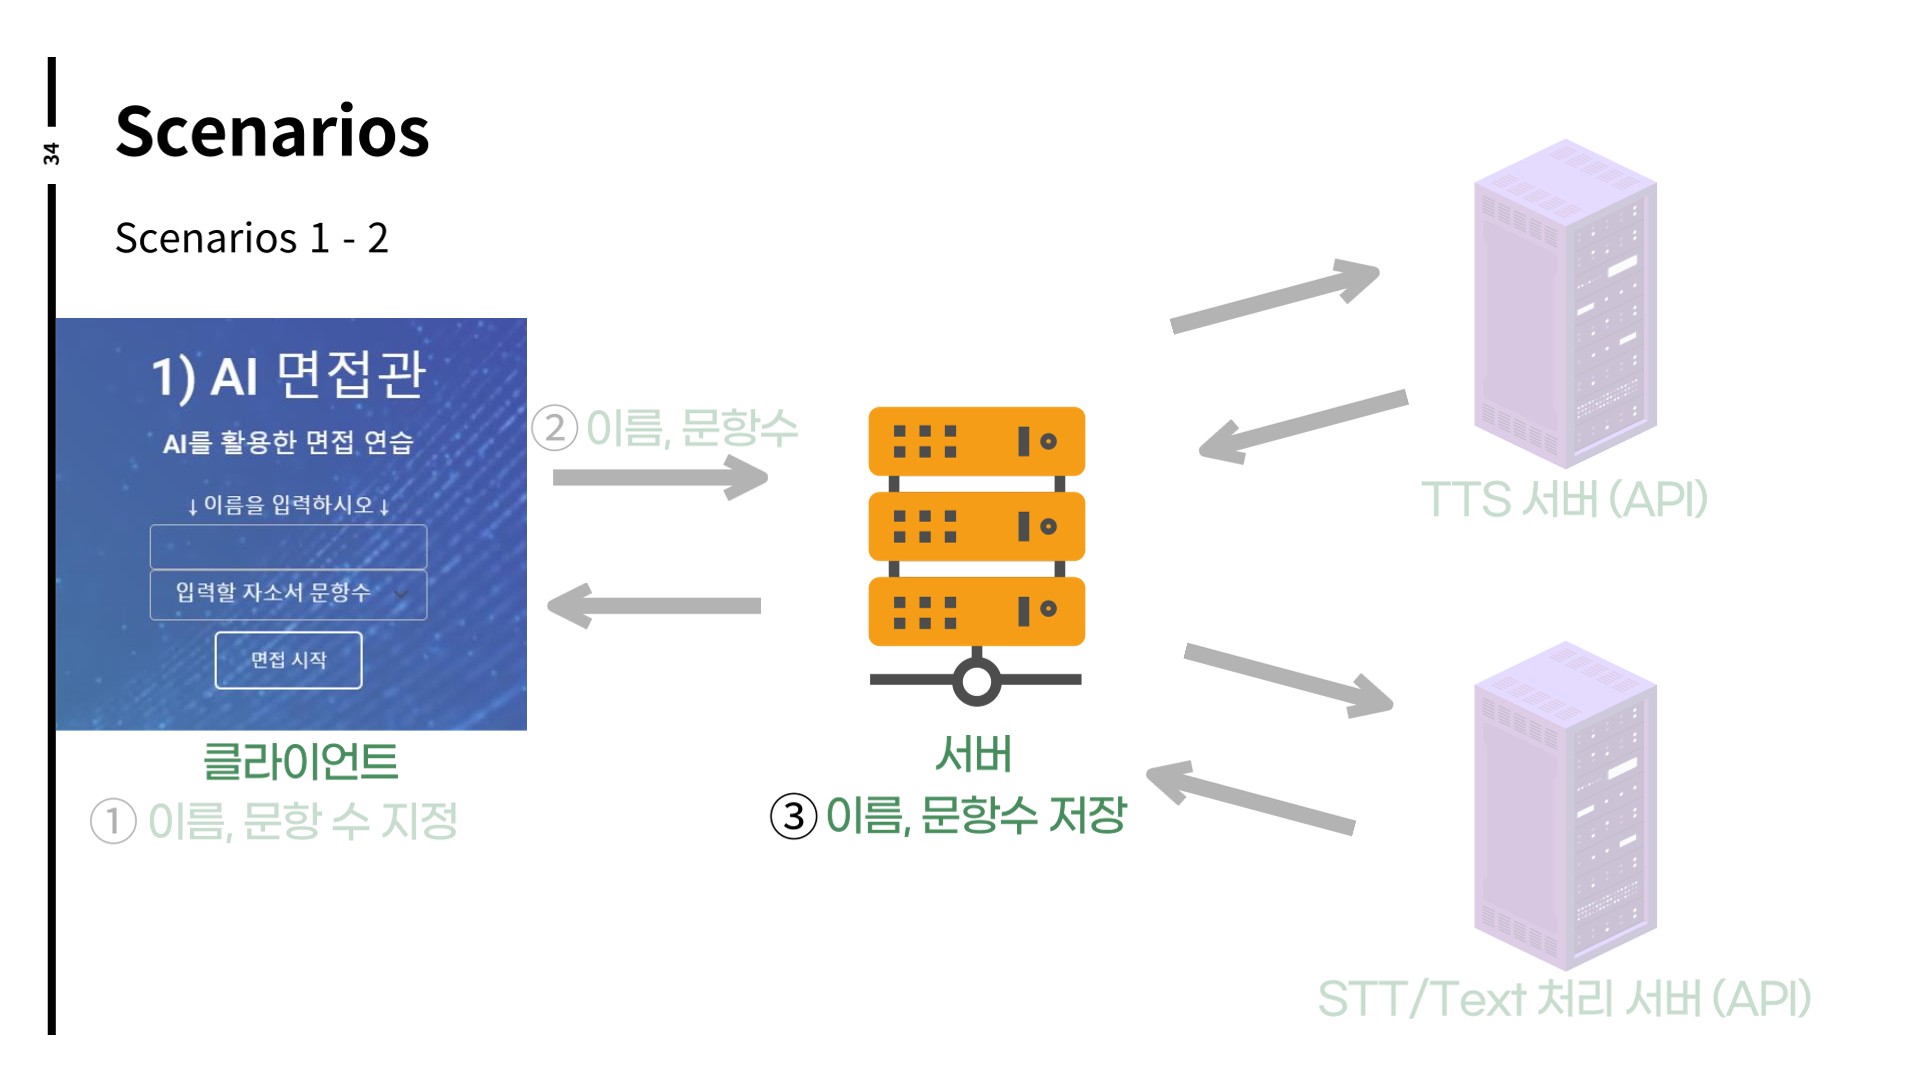 34
Scenarios
Scenarios 1 - 2
1) AI 면접관
AI를 활용한 면접 연습
↓ 이름을 입력하시오 ↓
입력할 자소서 문항수
면접 시작
클라이언트
① 이름, 문항 수 지정
② 이름, 문항수
서버
③ 이름, 문항수 저장
TTS 서버 (API)
STT/Text 처리 서버 (API)